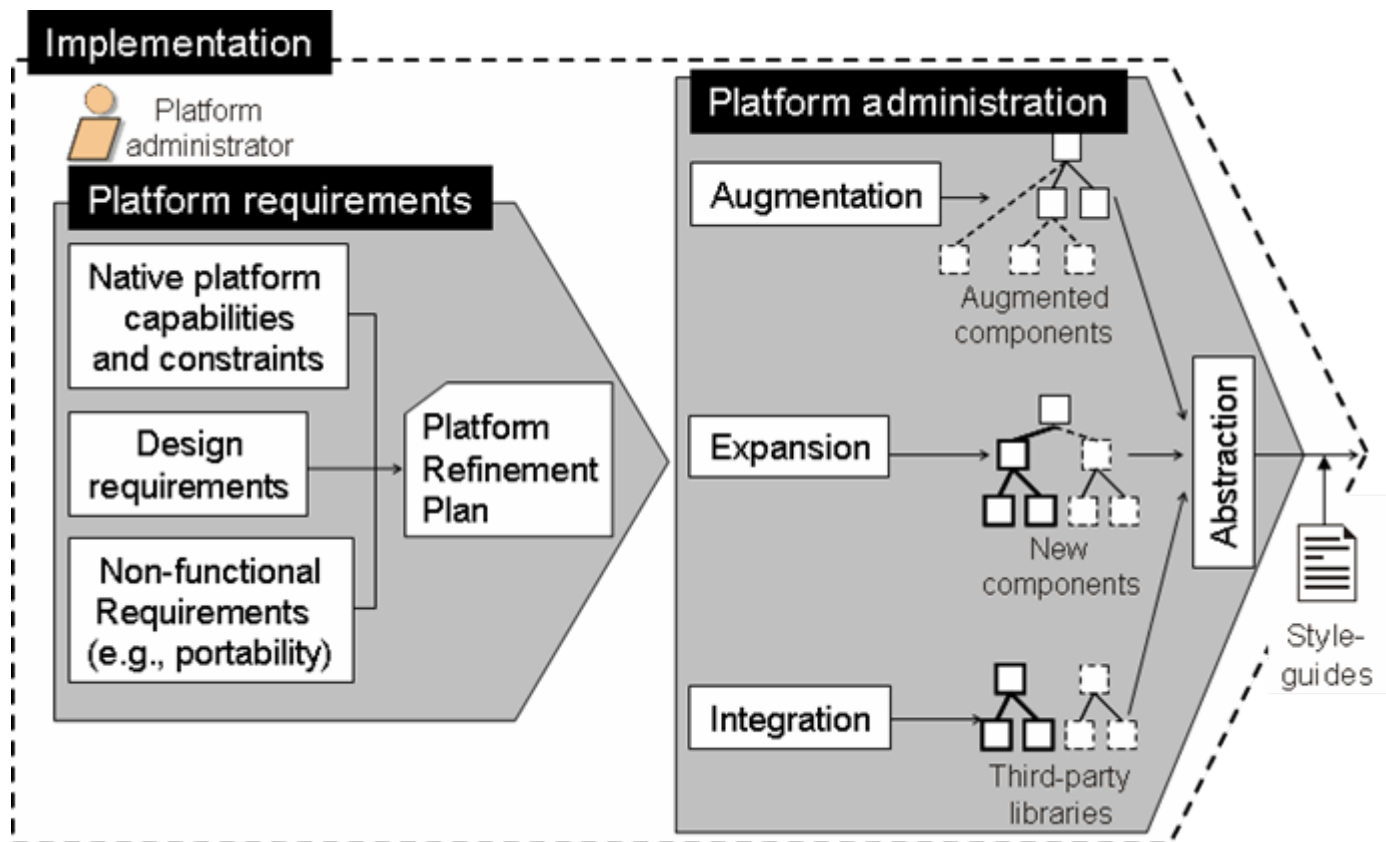 Implementation
Platform
administrator
Platform requirements
Native platform
capabilities
and constraints
Design
requirements
Non-functional
Requirements
(e.g., portability)
Platform
Refinement
Plan
Platform administration
Augmentation
Augmented
components
Expansion
New
components
Integration
Third-party
libraries
Abstraction
Style-
guides